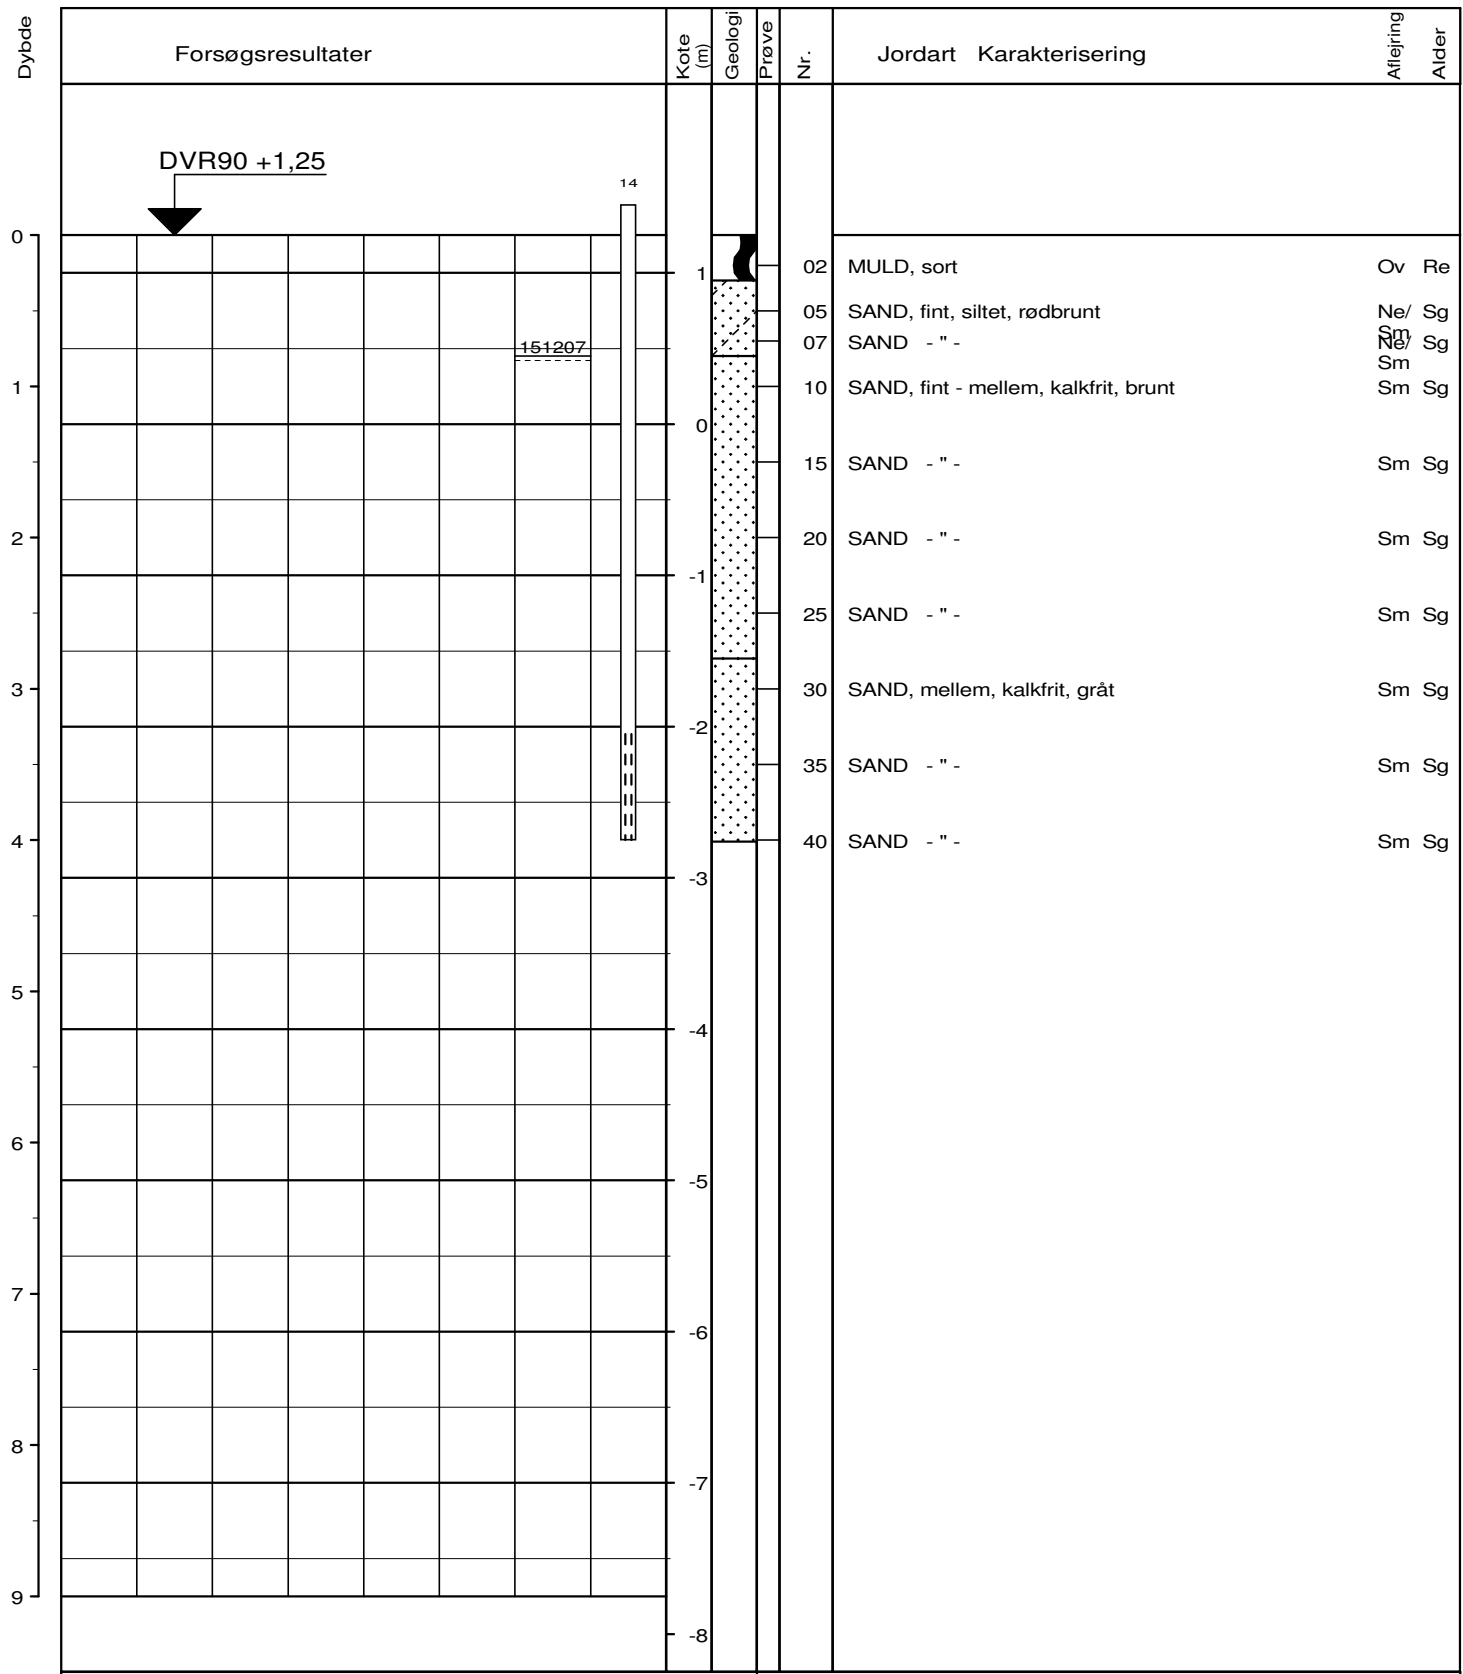 Dybde
Forsøgsresultater
Kote
(m)
Geologi
Prøve
Nr.
Jordart Karakterisering
Aflejring
Alder
DVR90 +1,25
14
0
1 02 MULD, sort Ov Re
05 SAND, fint, siltet, rødbrunt Ne/ Sg
Sm
151207 07 SAND - " - Ne/ Sg
Sm
1 10 SAND, fint - mellem, kalkfrit, brunt Sm Sg
0
15 SAND - " - Sm Sg
2 20 SAND - " - Sm Sg
-1
25 SAND - " - Sm Sg
3 30 SAND, mellem, kalkfrit, gråt Sm Sg
-2
35 SAND - " - Sm Sg
4 40 SAND - " - Sm Sg
-3
5
-4
6
-5
7
-6
8
-7
9
-8